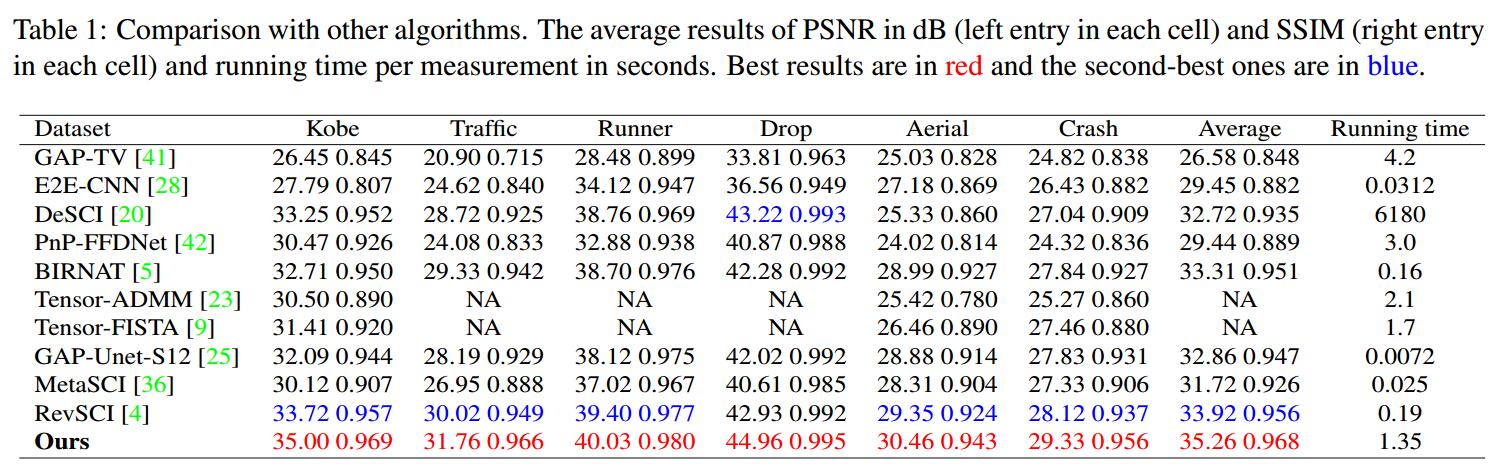 Table 1: Comparison with other algorithms. The average results of PSNR in dB (left entry in each cell) and SSIM (right entry
in each cell) and running time per measurement in seconds. Best results are in red and the second-best ones are in blue.
Dataset Kobe Traffic Runner Drop Aerial Crash Average Running time
GAP-TV [41] 26.45 0.845 20.90 0.715 28.48 0.899 33.81 0.963 25.03 0.828 24.82 0.838 26.58 0.848 4.2
E2E-CNN [28] 27.79 0.807 24.62 0.840 34.12 0.947 36.56 0.949 27.18 0.869 26.43 0.882 29.45 0.882 0.0312
DeSCI [20] 33.25 0.952 28.72 0.925 38.76 0.969 43.22 0.993 25.33 0.860 27.04 0.909 32.72 0.935 6180
PnP-FFDNet [42] 30.47 0.926 24.08 0.833 32.88 0.938 40.87 0.988 24.02 0.814 24.32 0.836 29.44 0.889 3.0
BIRNAT [5] 32.71 0.950 29.33 0.942 38.70 0.976 42.28 0.992 28.99 0.927 27.84 0.927 33.31 0.951 0.16
Tensor-ADMM [23] 30.50 0.890 NA NA NA 25.42 0.780 25.27 0.860 NA 2.1
Tensor-FISTA [9] 31.41 0.920 NA NA NA 26.46 0.890 27.46 0.880 NA 1.7
GAP-Unet-S12 [25] 32.09 0.944 28.19 0.929 38.12 0.975 42.02 0.992 28.88 0.914 27.83 0.931 32.86 0.947 0.0072
MetaSCI [36] 30.12 0.907 26.95 0.888 37.02 0.967 40.61 0.985 28.31 0.904 27.33 0.906 31.72 0.926 0.025
RevSCI [4] 33.72 0.957 30.02 0.949 39.40 0.977 42.93 0.992 29.35 0.924 28.12 0.937 33.92 0.956 0.19
Ours 35.00 0.969 31.76 0.966 40.03 0.980 44.96 0.995 30.46 0.943 29.33 0.956 35.26 0.968 1.35